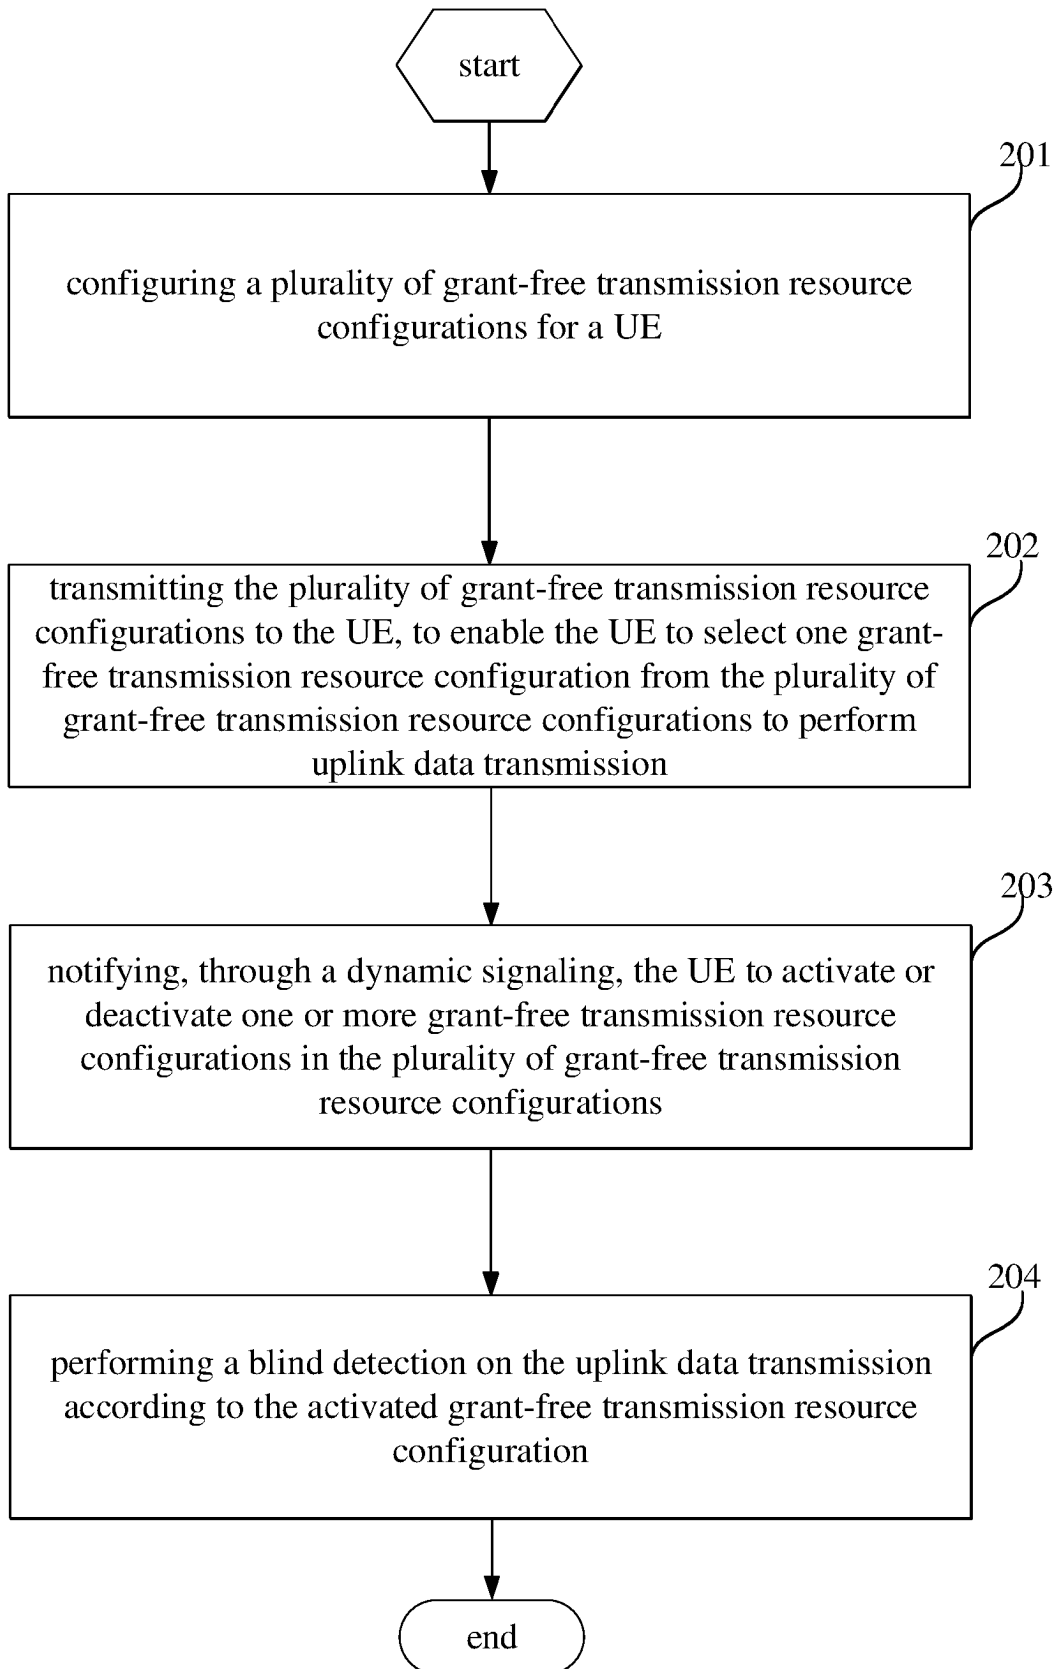 start
201
configuring a plurality of grant-free transmission resource
configurations for a UE
202
transmitting the plurality of grant-free transmission resource
configurations to the UE, to enable the UE to select one grant-
free transmission resource configuration from the plurality of
grant-free transmission resource configurations to perform
uplink data transmission
203
notifying, through a dynamic signaling, the UE to activate or
deactivate one or more grant-free transmission resource
configurations in the plurality of grant-free transmission
resource configurations
204
performing a blind detection on the uplink data transmission
according to the activated grant-free transmission resource
configuration
end